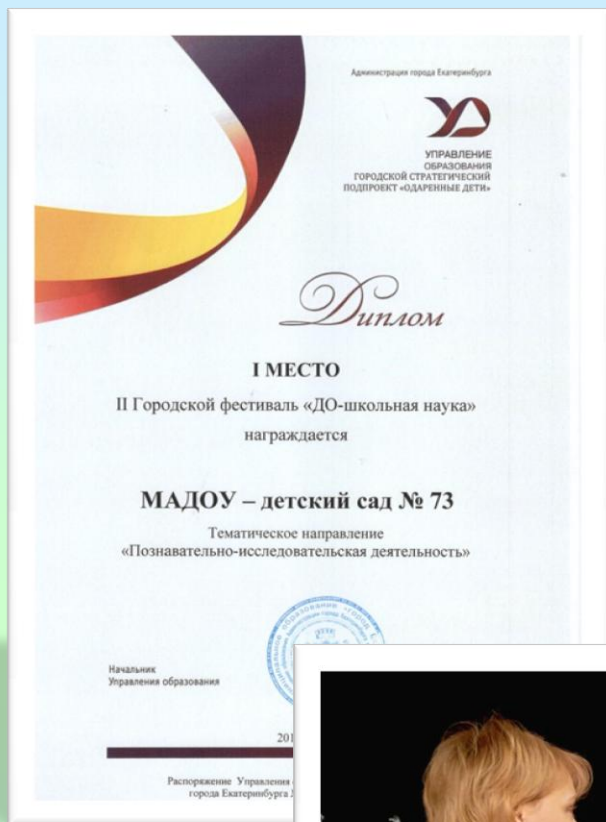 Администрация города Екатеринбурга
УПРАВЛЕНИЕ
ОБРАЗОВАНИЯ
ГОРОДСКОЙ СТРАТЕГИЧЕСКИЙ
ПОДПРОЕКТ «ОДАРЕННЫЕ ДЕТИ»
Диплом
I МЕСТО
II Городской фестиваль «ДО-школьная наука»
награждается
МАДОУ – детский сад № 73
Тематическое направление
«Познавательно-исследовательская деятельность»
Начальник
Управления образования
201
Распоряжение Управления
города Екатеринбурга